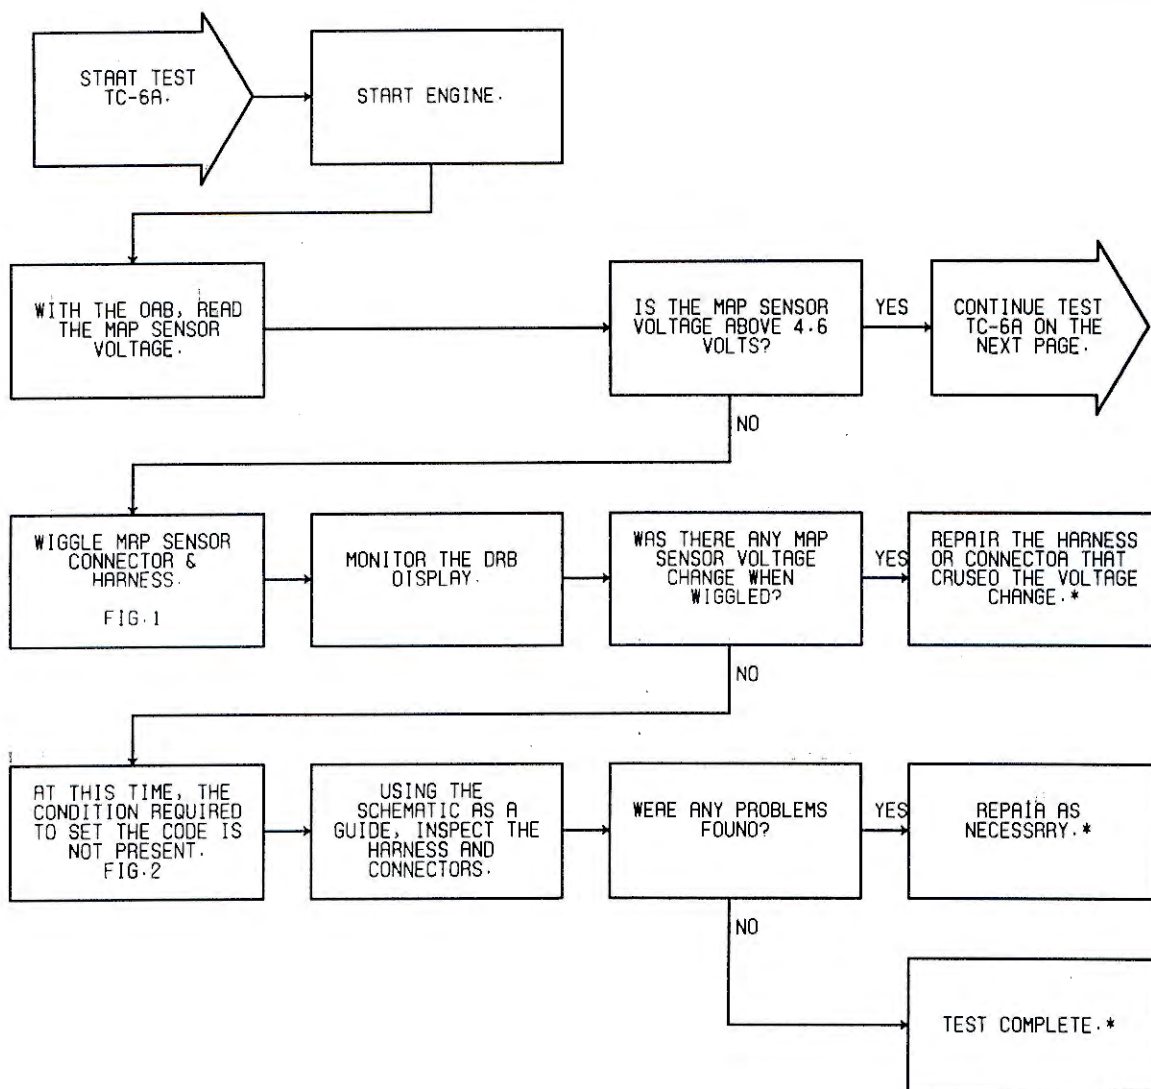 START TEST
TC-6A.
START ENGINE.
WITH THE DRB, READ
THE MAP SENSOR
VOLTAGE.
IS THE MAP SENSOR
VOLTAGE ABOVE 4.6
VOLTS?
YES
CONTINUE TEST
TC-6A ON THE
NEXT PAGE.
NO
WIGGLE MAP SENSOR
CONNECTOR &
HARNESS.
FIG.1
MONITOR THE DRB
DISPLAY.
WAS THERE ANY MAP
SENSOR VOLTAGE
CHANGE WHEN
WIGGLED?
YES
REPAIR THE HARNESS
OR CONNECTOR THAT
CAUSED THE VOLTAGE
CHANGE.*
NO
AT THIS TIME, THE
CONDITION REQUIRED
TO SET THE CODE IS
NOT PRESENT.
FIG.2
USING THE
SCHEMATIC AS A
GUIDE, INSPECT THE
HARNESS AND
CONNECTORS.
WERE ANY PROBLEMS
FOUND?
YES
REPAIR AS
NECESSARY.*
NO
TEST COMPLETE.*